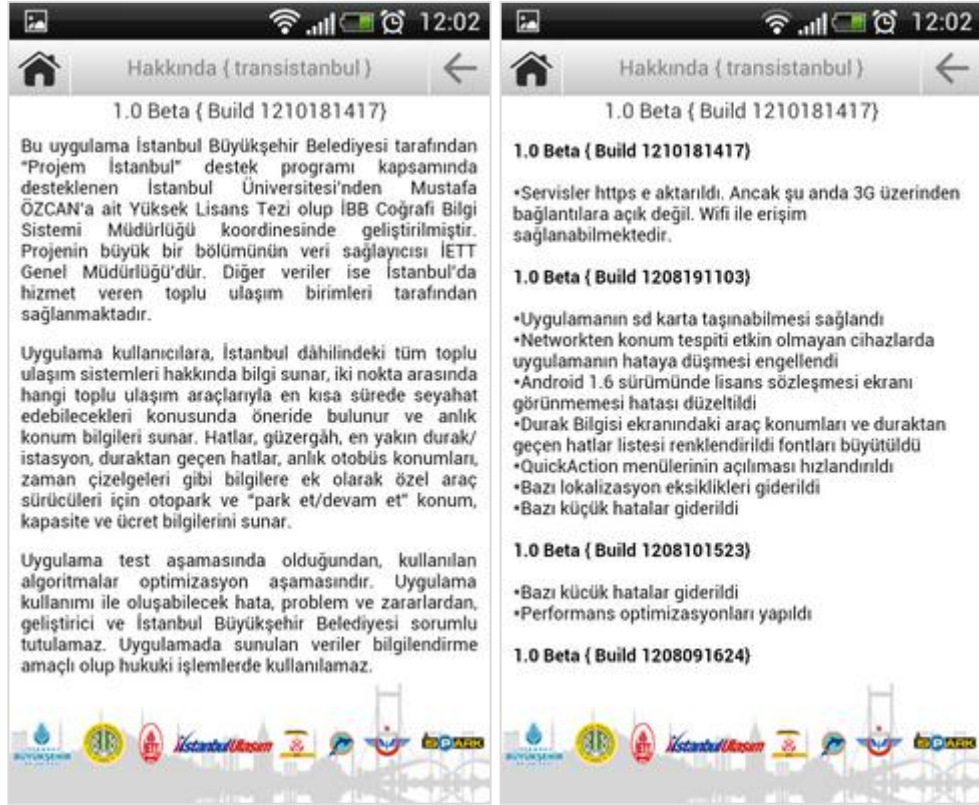 12:02
Hakkında { transistanbul }
1.0 Beta { Build 1210181417}
Bu uygulama İstanbul Büyükşehir Belediyesi tarafından
“Projem İstanbul” destek programı kapsamında
desteklenen İstanbul Üniversitesi'nden Mustafa
ÖZCAN'a ait Yüksek Lisans Tezi olup İBB Coğrafi Bilgi
Sistemi Müdürlüğü koordinesinde geliştirilmiştir.
Projenin büyük bir bölümünün veri sağlayıcısı İETT
Genel Müdürlüğü'dür. Diğer veriler ise İstanbul'da
hizmet veren toplu ulaşım birimleri tarafından
sağlanmaktadır.
Uygulama kullanıcılara, İstanbul dâhilindeki tüm toplu
ulaşım sistemleri hakkında bilgi sunar, iki nokta arasında
hangi toplu ulaşım araçlarıyla en kısa sürede seyahat
edebilecekleri konusunda öneride bulunur ve anlık
konum bilgileri sunar. Hatlar, güzergâh, en yakın durak/
istasyon, duraktan geçen hatlar, anlık otobüs konumları,
zaman çizelgeleri gibi bilgilere ek olarak özel araç
sürücüleri için otopark ve “park et/devam et” konum,
kapasite ve ücret bilgilerini sunar.
Uygulama test aşamasında olduğundan, kullanılan
algoritmalar optimizasyon aşamasındır. Uygulama
kullanımı ile oluşabilecek hata, problem ve zararlardan,
geliştirici ve İstanbul Büyükşehir Belediyesi sorumlu
tutulamaz. Uygulamada sunulan veriler bilgilendirme
amaçlı olup hukuki işlemlerde kullanılamaz.
BÜYÜKŞEHİR
İETT
istanbulUlaşım
iSPARK
12:02
Hakkında { transistanbul }
1.0 Beta { Build 1210181417}
1.0 Beta { Build 1210181417}
•Servisler https e aktarıldı. Ancak şu anda 3G üzerinden
bağlantılara açık değil. Wifi ile erişim
sağlanabilmektedir.
1.0 Beta { Build 1208191103}
•Uygulamanın sd karta taşınabilmesi sağlandı
•Networkten konum tespiti etkin olmayan cihazlarda
uygulamanın hataya düşmesi engellendi
•Android 1.6 sürümünde lisans sözleşmesi ekranı
görünmemesi hatası düzeltildi
•Durak Bilgisi ekranındaki araç konumları ve duraktan
geçen hatlar listesi renklendirildi fontları büyütüldü
•QuickAction menülerinin açılıması hızlandırıldı
•Bazı lokalizasyon eksiklikleri giderildi
•Bazı küçük hatalar giderildi
1.0 Beta { Build 1208101523}
•Bazı kücük hatalar giderildi
•Performans optimizasyonları yapıldı
1.0 Beta { Build 1208091624}
BÜYÜKŞEHİR
İETT
istanbulUlaşım
iSPARK